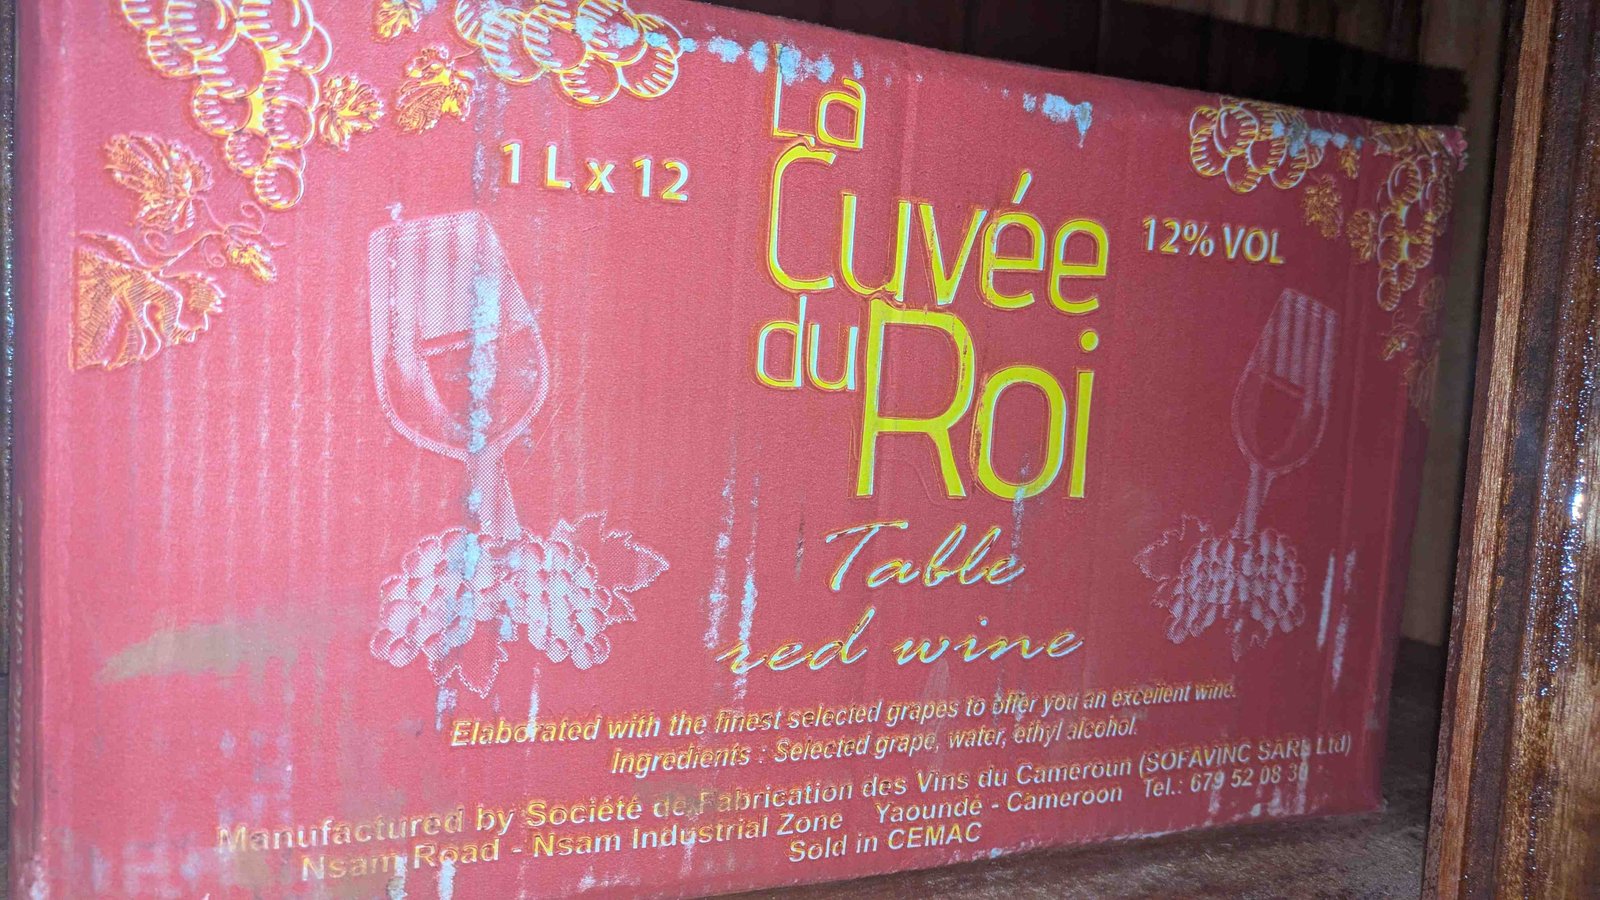 1 L x 12
La
Cuvée
du Roi
12% VOL
Table
red wine
Elaborated with the finest selected grapes to offer you an excellent wine.
Ingredients : Selected grape, water, ethyl alcohol.
Manufactured by Société de Fabrication des Vins du Cameroun (SOFAVINC SARL Ltd)
Nsam Road - Nsam Industrial Zone Yaoundé - Cameroon Tel.: 679 52 08 30
Sold in CEMAC